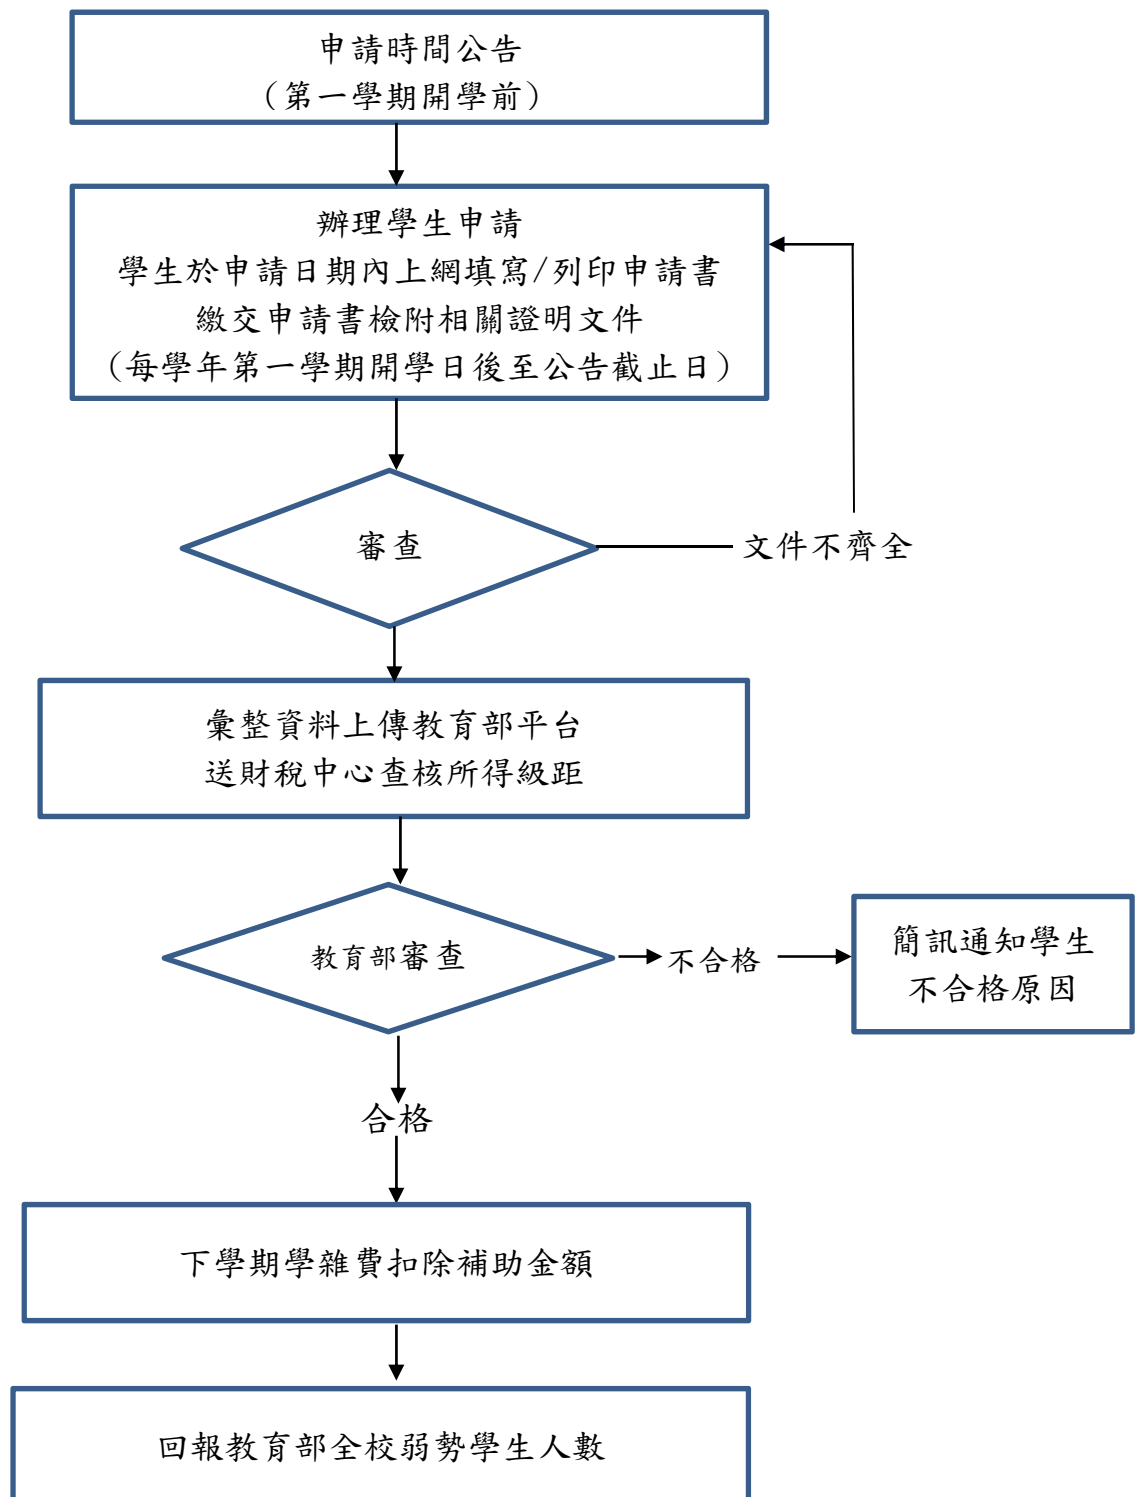 申請時間公告
（第一學期開學前）
辦理學生申請
學生於申請日期內上網填寫/列印申請書
繳交申請書檢附相關證明文件
（每學年第一學期開學日後至公告截止日）
審查
文件不齊全
彙整資料上傳教育部平台
送財稅中心查核所得級距
教育部審查
不合格
簡訊通知學生
不合格原因
合格
下學期學雜費扣除補助金額
回報教育部全校弱勢學生人數